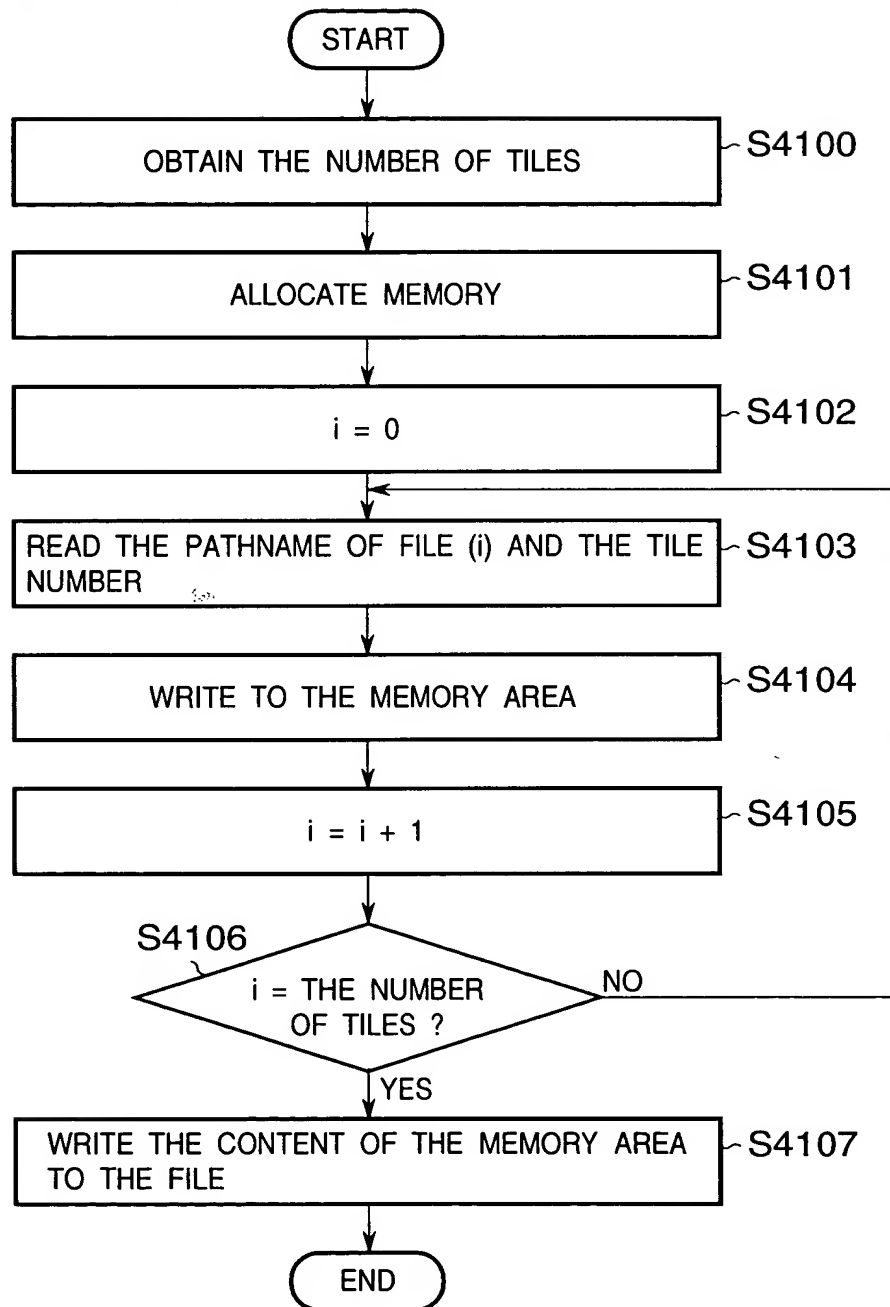 START
OBTAIN THE NUMBER OF TILES
S4100
ALLOCATE MEMORY
S4101
i = 0
S4102
READ THE PATHNAME OF FILE (i) AND THE TILE
NUMBER
S4103
WRITE TO THE MEMORY AREA
S4104
i = i + 1
S4105
S4106
i = THE NUMBER
OF TILES ?
NO
YES
WRITE THE CONTENT OF THE MEMORY AREA
TO THE FILE
S4107
END